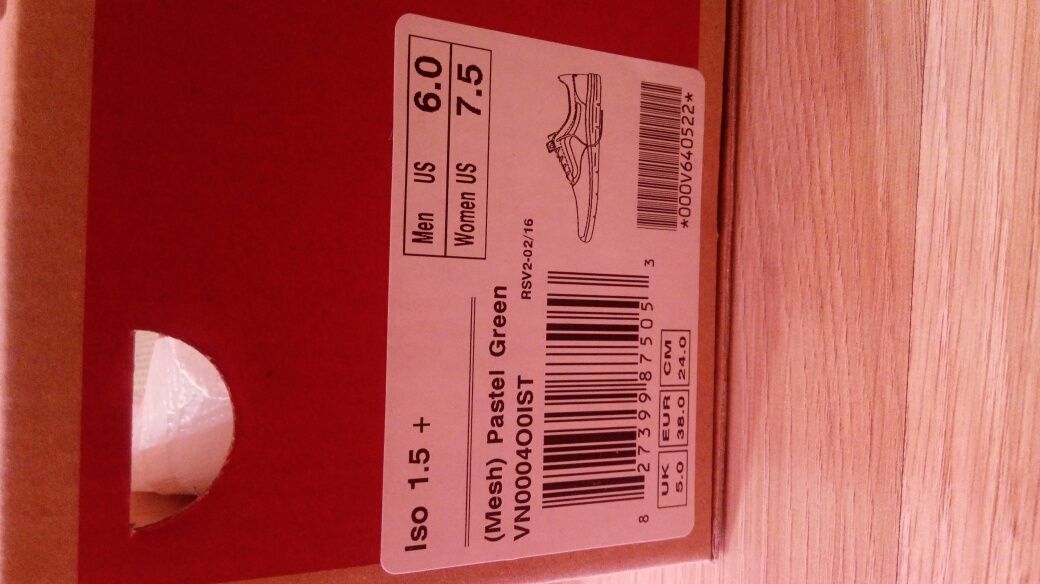 Iso 1.5 +
Men US 6.0
Women US 7.5
(Mesh) Pastel Green
RSV2-02/16
VN0004O0IST
8 27399 87505 3
*000V640522*
UK EUR CM
5.0 38.0 24.0